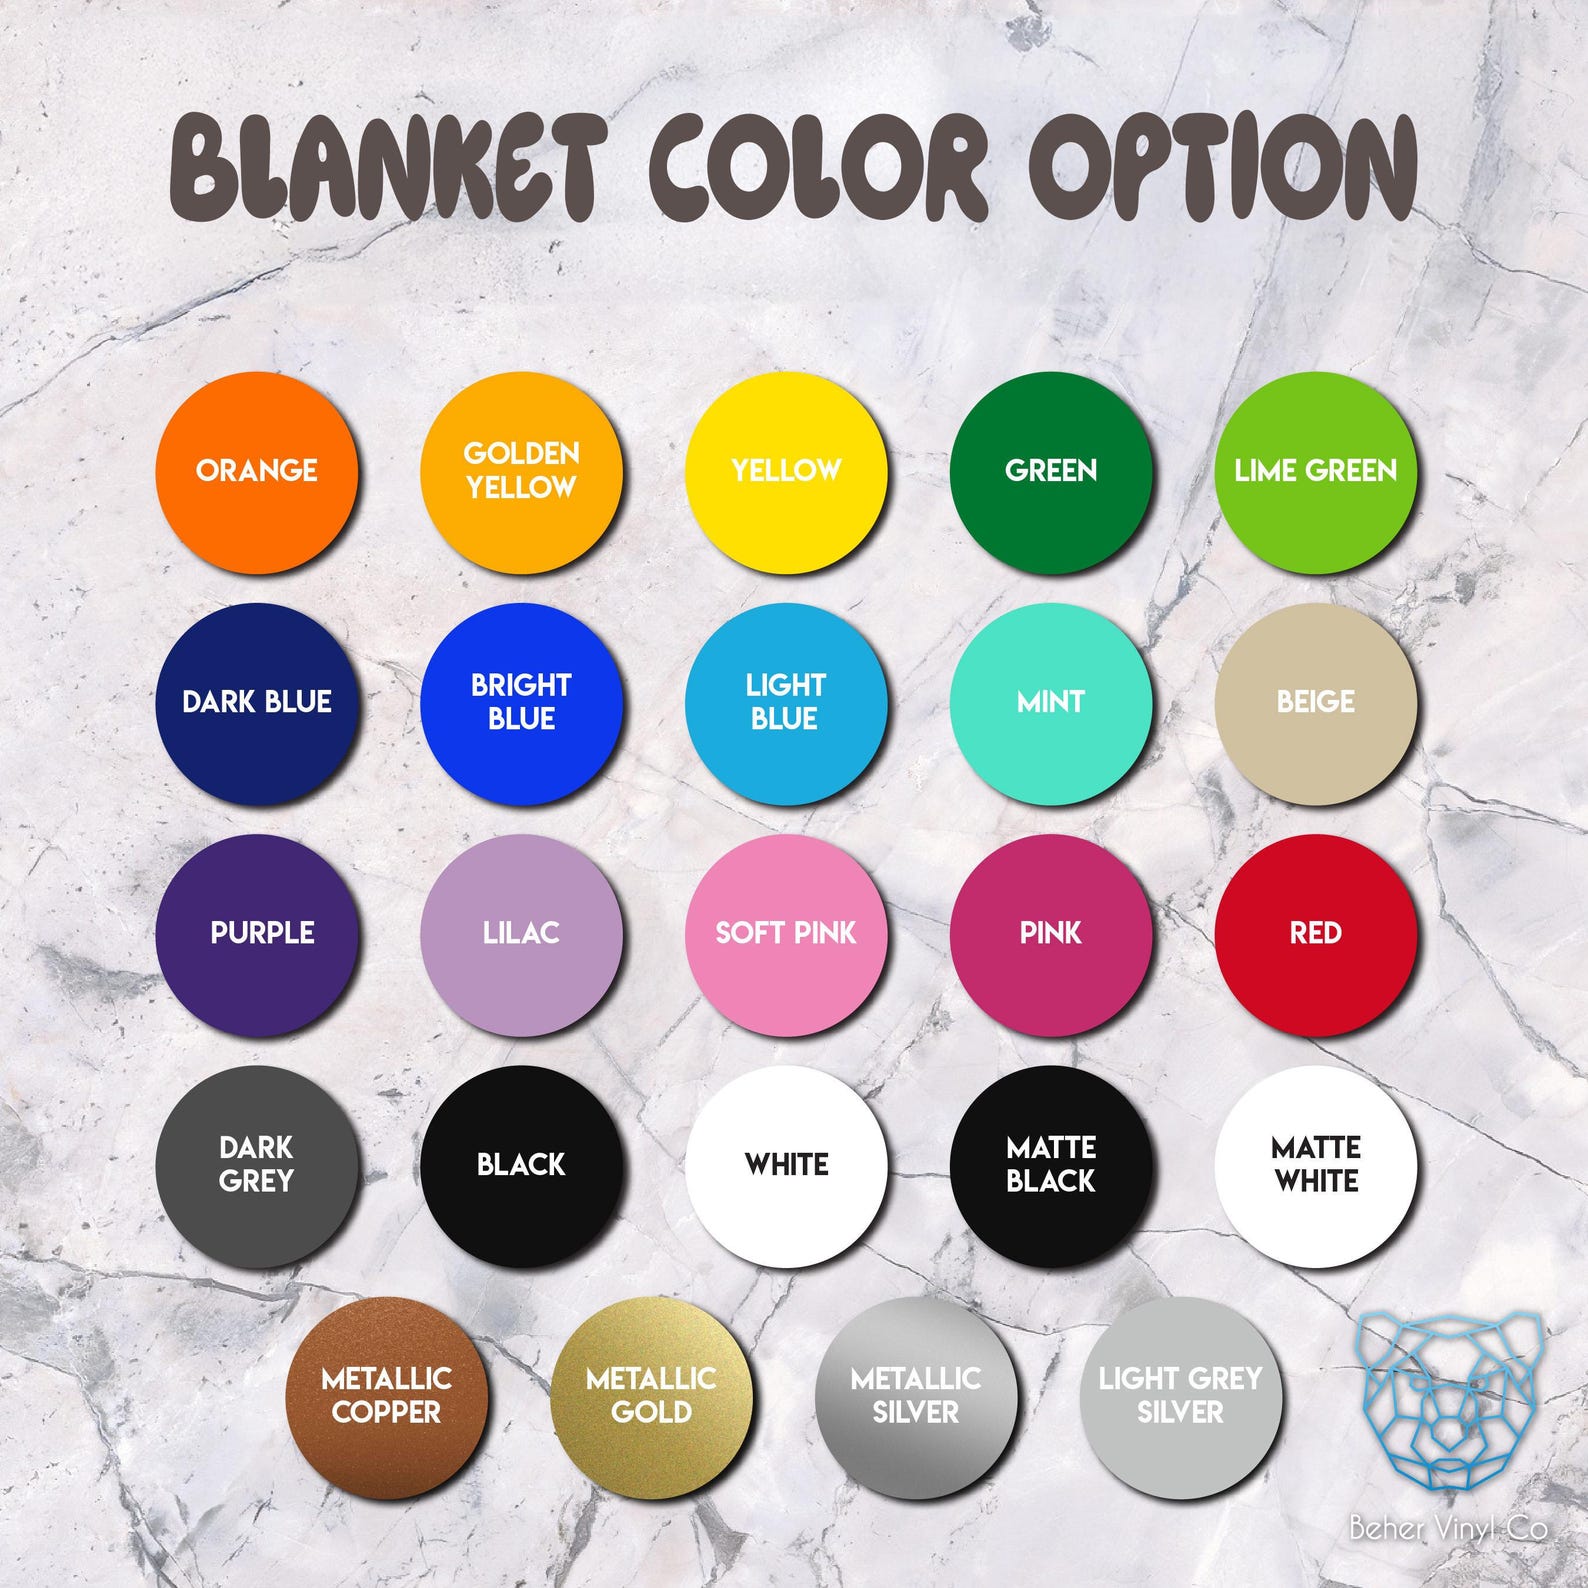 BLANKET COLOR OPTION
ORANGE
GOLDEN
YELLOW
YELLOW
GREEN
LIME GREEN
DARK BLUE
BRIGHT
BLUE
LIGHT
BLUE
MINT
BEIGE
PURPLE
LILAC
SOFT PINK
PINK
RED
DARK
GREY
BLACK
WHITE
MATTE
BLACK
MATTE
WHITE
METALLIC
COPPER
METALLIC
GOLD
METALLIC
SILVER
LIGHT GREY
SILVER
Beher Vinyl Co